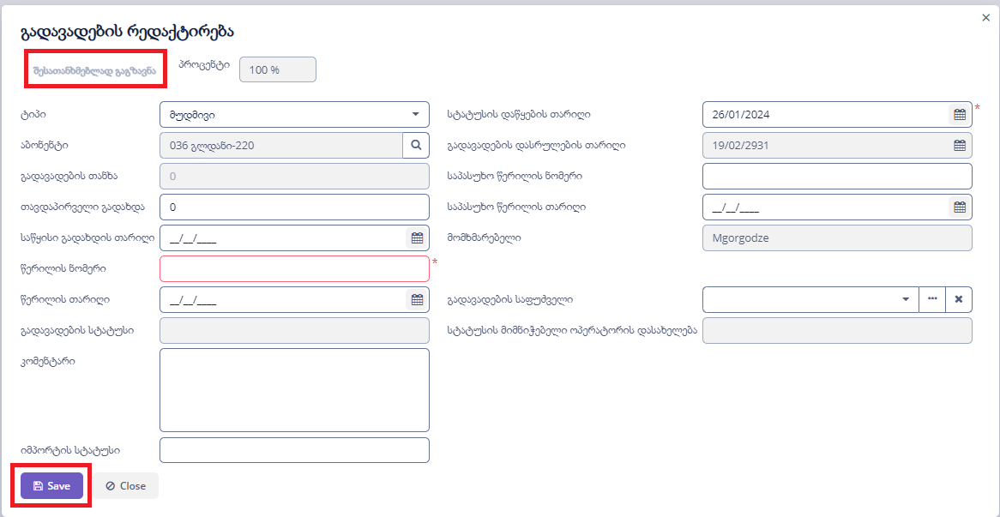 გადავადების რედაქტირება
შესათანხმებლად გაგზავნა პროცენტი 100 %
ტიპი მუდმივი სტატუსის დაწყების თარიღი 26/01/2024 *
აბონენტი 036 გლდანი-220 გადავადების დასრულების თარიღი 19/02/2931
გადავადების თანხა 0 საპასუხო წერილის ნომერი
თავდაპირველი გადახდა 0 საპასუხო წერილის თარიღი __/__/____
საწყისი გადახდის თარიღი __/__/____ მომხმარებელი Mgorgodze
წერილის ნომერი *
წერილის თარიღი __/__/____ გადავადების საფუძველი
გადავადების სტატუსი სტატუსის მიმნიჭებელი ოპერატორის დასახელება
კომენტარი
იმპორტის სტატუსი
Save Close